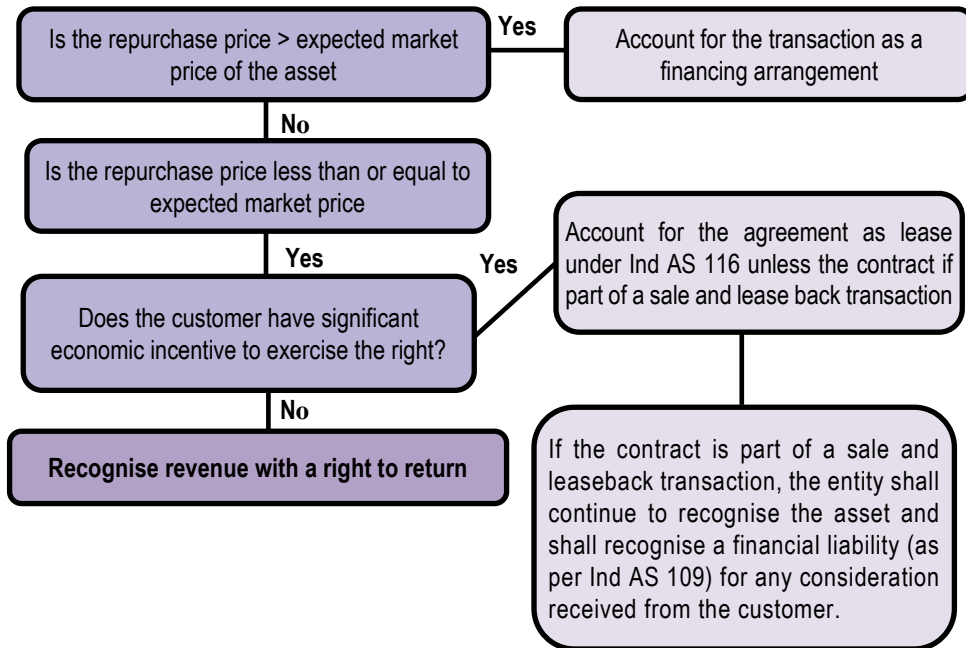 Is the repurchase price > expected market
price of the asset
Yes
Account for the transaction as a
financing arrangement
No
Is the repurchase price less than or equal to
expected market price
Yes
Yes
Account for the agreement as lease
under Ind AS 116 unless the contract if
part of a sale and lease back transaction
Does the customer have significant
economic incentive to exercise the right?
No
Recognise revenue with a right to return
If the contract is part of a sale and
leaseback transaction, the entity shall
continue to recognise the asset and
shall recognise a financial liability (as
per Ind AS 109) for any consideration
received from the customer.